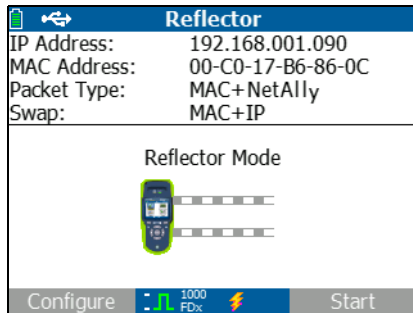 Reflector
IP Address: 192.168.001.090
MAC Address: 00-C0-17-B6-86-0C
Packet Type: MAC+NetAlly
Swap: MAC+IP
Reflector Mode
Configure 1000 FDx Start